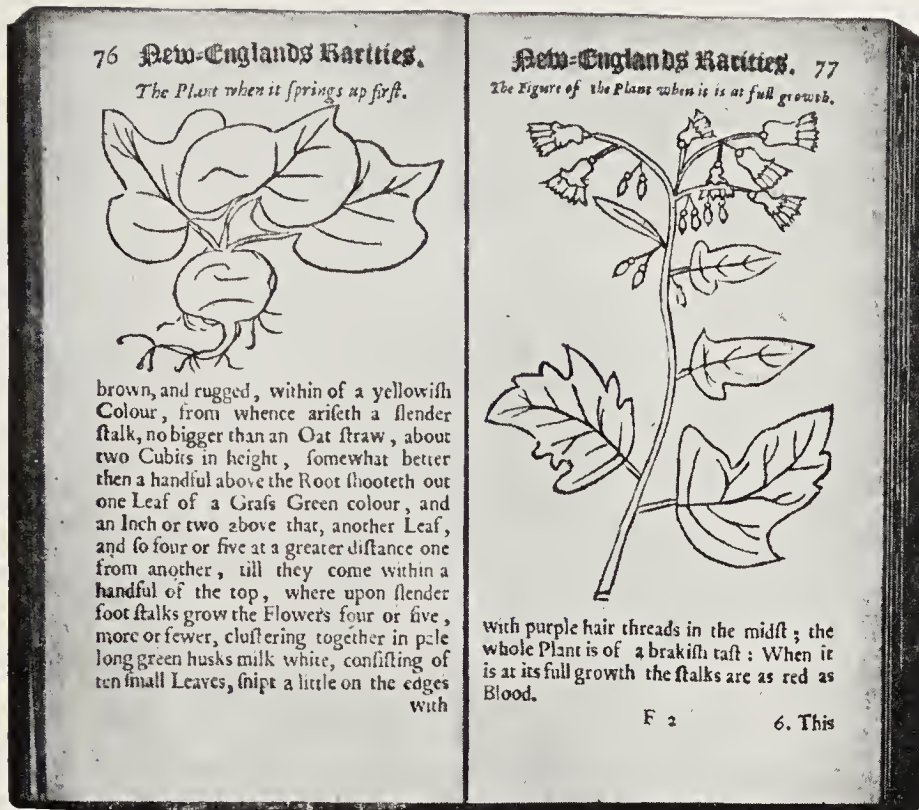 76 New=Englands Rarities.
The Plant when it ſprings up firſt.
brown, and rugged, within of a yellowiſh
Colour, from whence ariſeth a ſlender
ſtalk, no bigger than an Oat ſtraw, about
two Cubits in height, ſomewhat better
then a handful above the Root ſhooteth out
one Leaf of a Graſs Green colour, and
an Inch or two above that, another Leaf,
and ſo four or five at a greater diſtance one
from another, till they come within a
handful of the top, where upon ſlender
foot ſtalks grow the Flowers four or five,
more or fewer, cluſtering together in pale
long green husks milk white, conſiſting of
ten ſmall Leaves, ſnipt a little on the edges
with
New=Englands Rarities. 77
The Figure of the Plant when it is at full growth.
with purple hair threads in the midſt; the
whole Plant is of a brakiſh taſt: When it
is at its full growth the ſtalks are as red as
Blood.
F 2 6. This